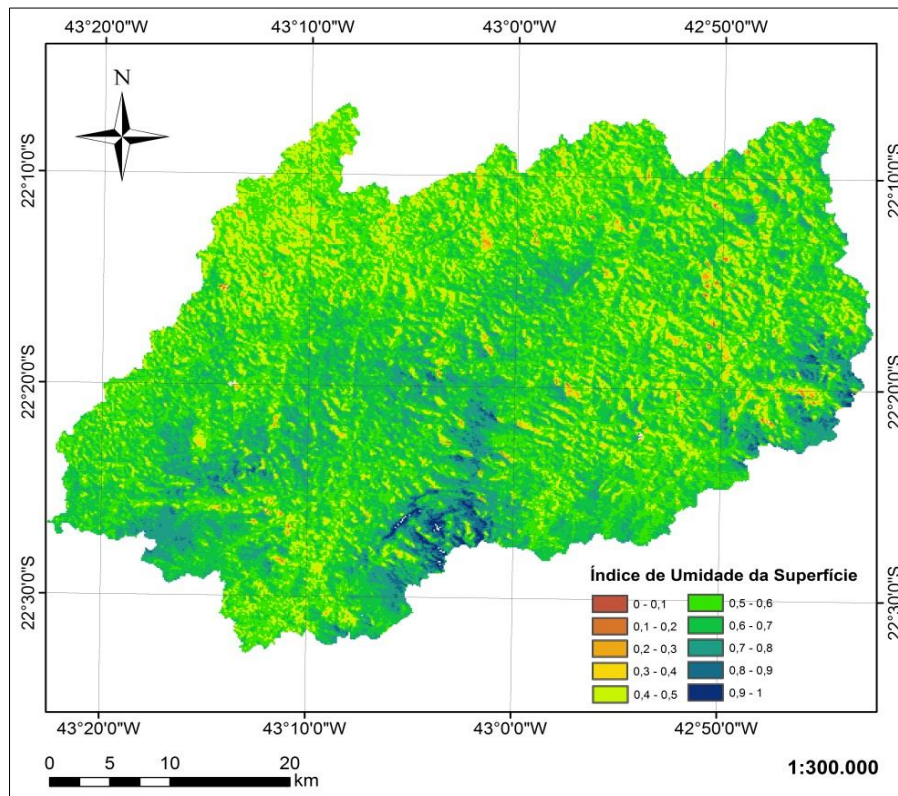 43°20'0"W 43°10'0"W 43°0'0"W 42°50'0"W
N
22°10'0"S 22°10'0"S
22°20'0"S 22°20'0"S
22°30'0"S 22°30'0"S
Índice de Umidade da Superfície
0 - 0,1 0,5 - 0,6
0,1 - 0,2 0,6 - 0,7
0,2 - 0,3 0,7 - 0,8
0,3 - 0,4 0,8 - 0,9
0,4 - 0,5 0,9 - 1
43°20'0"W 43°10'0"W 43°0'0"W 42°50'0"W
0 5 10 20
km
1:300.000